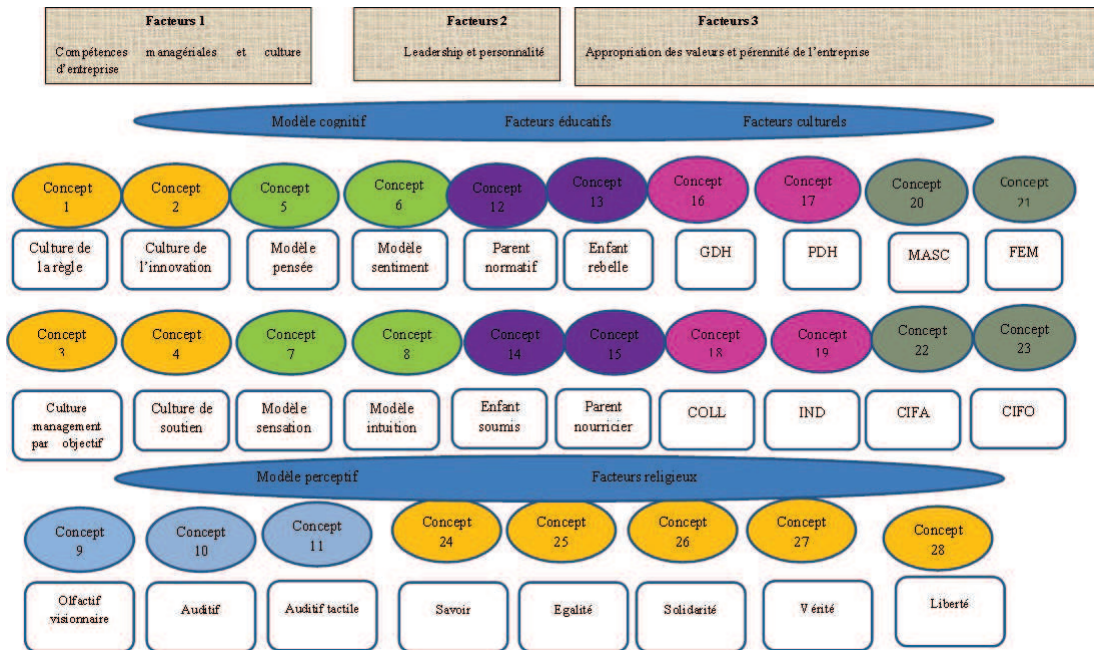 Facteurs 1
Compétences managériales et culture
d'entreprise
Facteurs 2
Leadership et personnalité
Facteurs 3
Appropriation des valeurs et pérennité de l'entreprise
Modèle cognitif Facteurs éducatifs Facteurs culturels
Concept
1
Concept
2
Concept
5
Concept
6
Concept
12
Concept
13
Concept
16
Concept
17
Concept
20
Concept
21
Culture de
la règle
Culture de
l'innovation
Modèle
pensée
Modèle
sentiment
Parent
normatif
Enfant
rebelle
GDH
PDH
MASC
FEM
Concept
3
Concept
4
Concept
7
Concept
8
Concept
14
Concept
15
Concept
18
Concept
19
Concept
22
Concept
23
Culture
management
par objectif
Culture de
soutien
Modèle
sensation
Modèle
intuition
Enfant
soumis
Parent
nourricier
COLL
IND
CIFA
CIFO
Modèle perceptif Facteurs religieux
Concept
9
Concept
10
Concept
11
Concept
24
Concept
25
Concept
26
Concept
27
Concept
28
Olfactif
visionnaire
Auditif
Auditif tactile
Savoir
Egalité
Solidarité
Vérité
Liberté